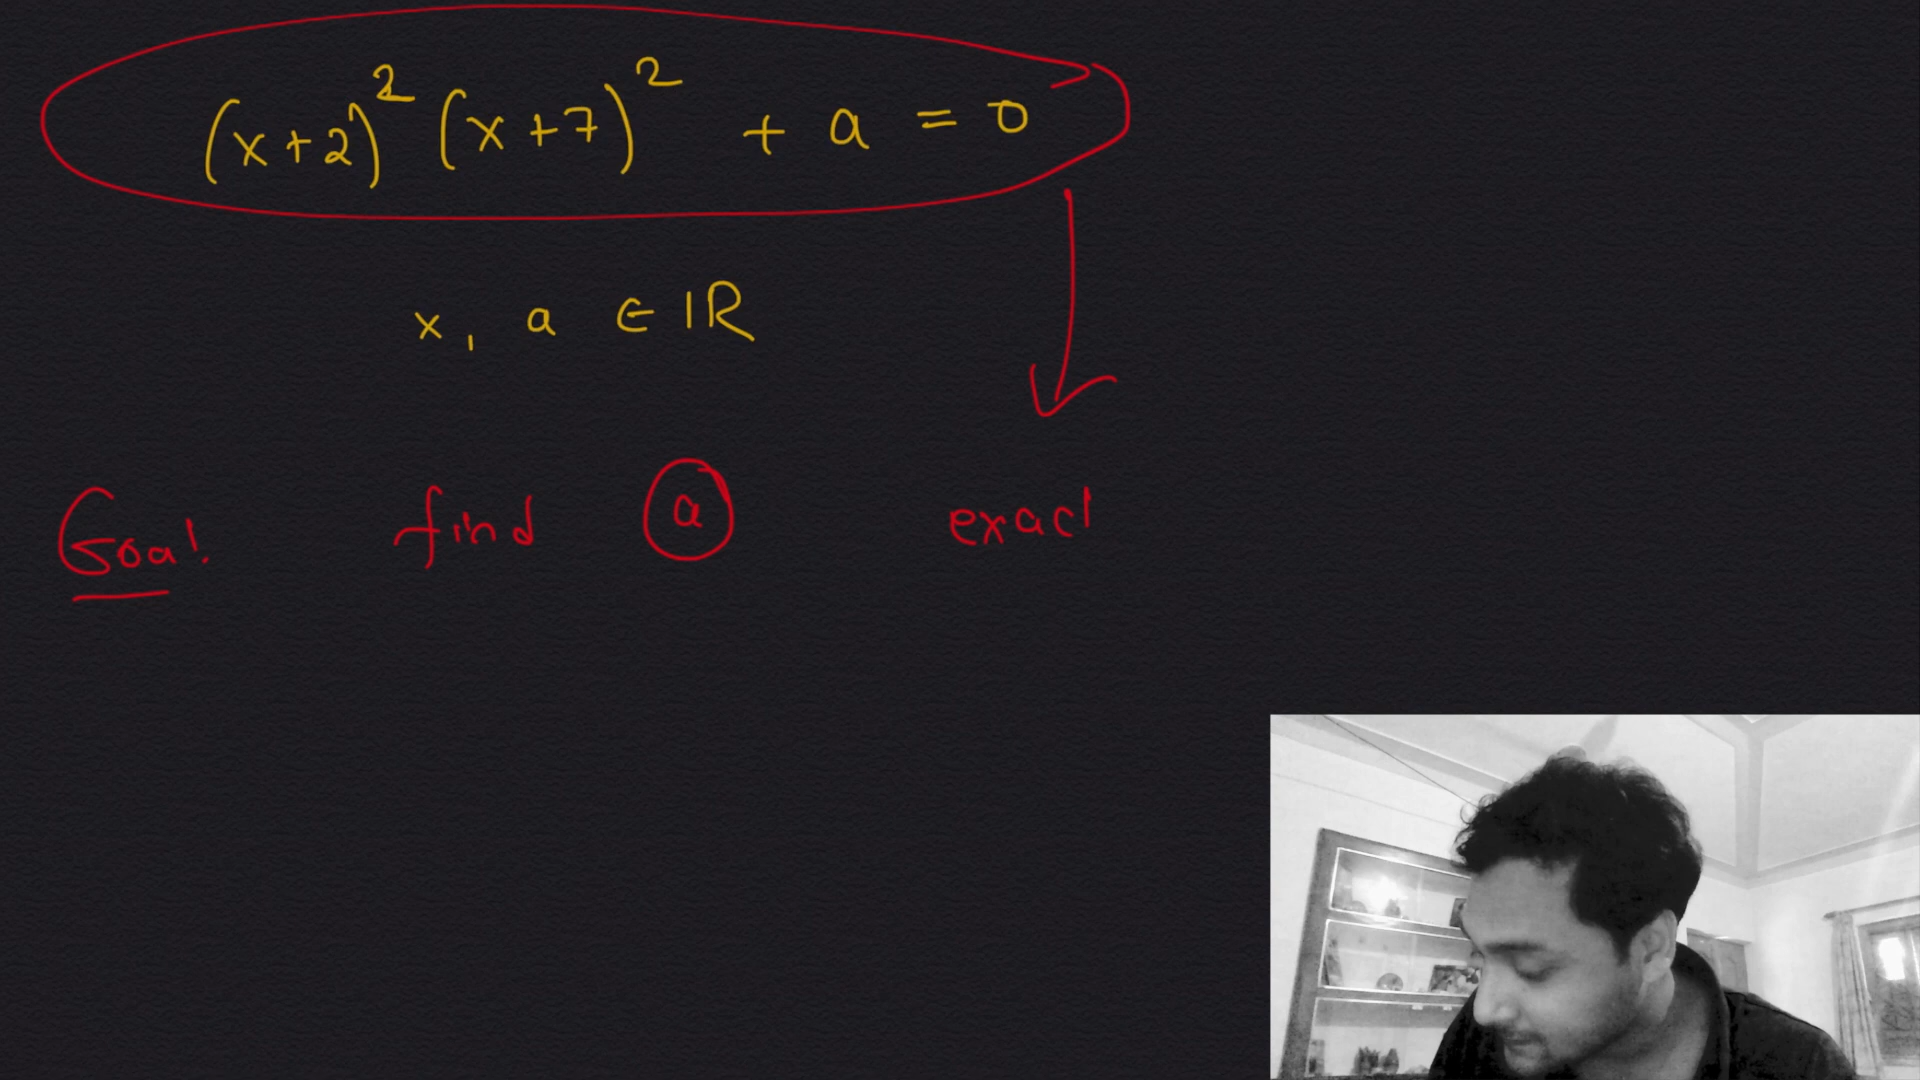 (x+2)² (x+7)² + a = 0
x, a ∈ ℝ
Goal find a exact